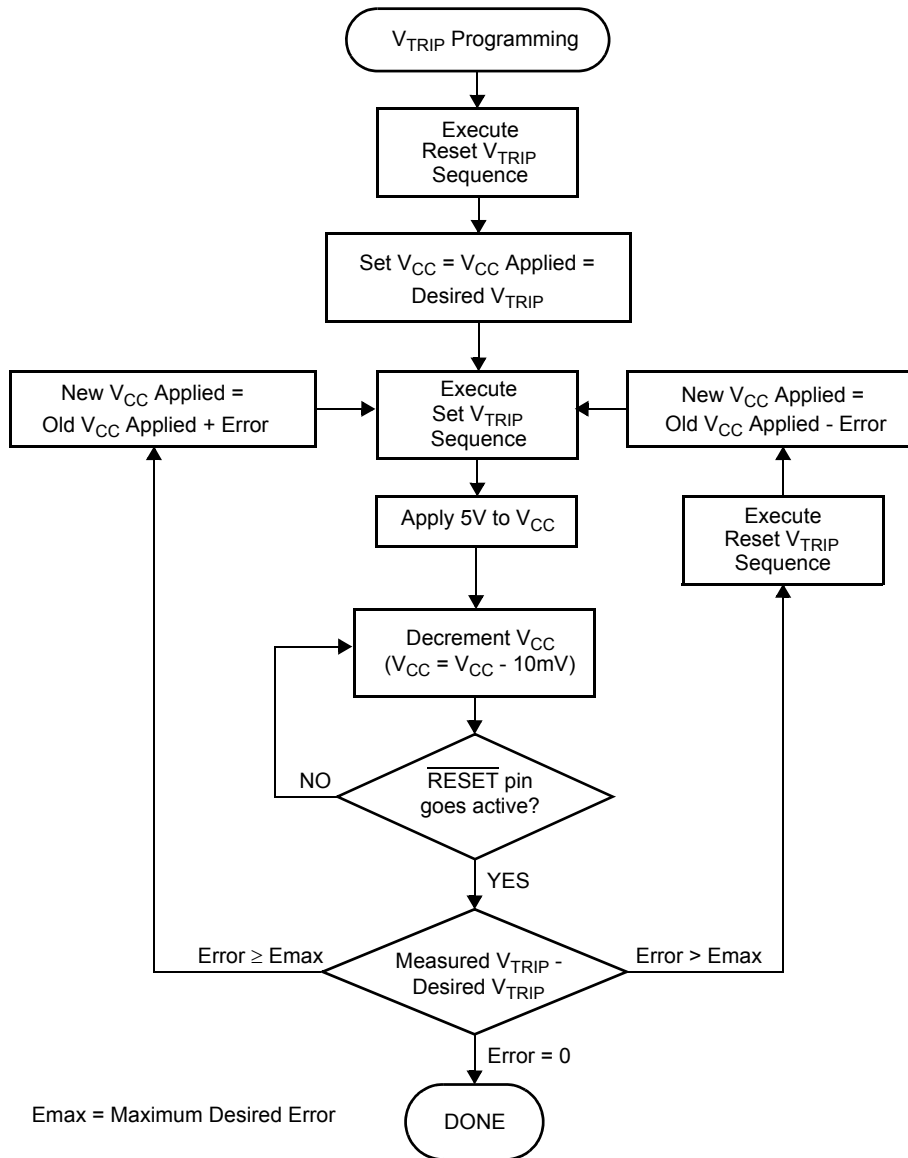 VTRIP Programming
Execute
Reset VTRIP
Sequence
Set VCC = VCC Applied =
Desired VTRIP
New VCC Applied =
Old VCC Applied + Error
Execute
Set VTRIP
Sequence
New VCC Applied =
Old VCC Applied - Error
Apply 5V to VCC
Execute
Reset VTRIP
Sequence
Decrement VCC
(VCC = VCC - 10mV)
NO
RESET pin
goes active?
YES
Error ≥ Emax
Measured VTRIP -
Desired VTRIP
Error > Emax
Error = 0
Emax = Maximum Desired Error
DONE